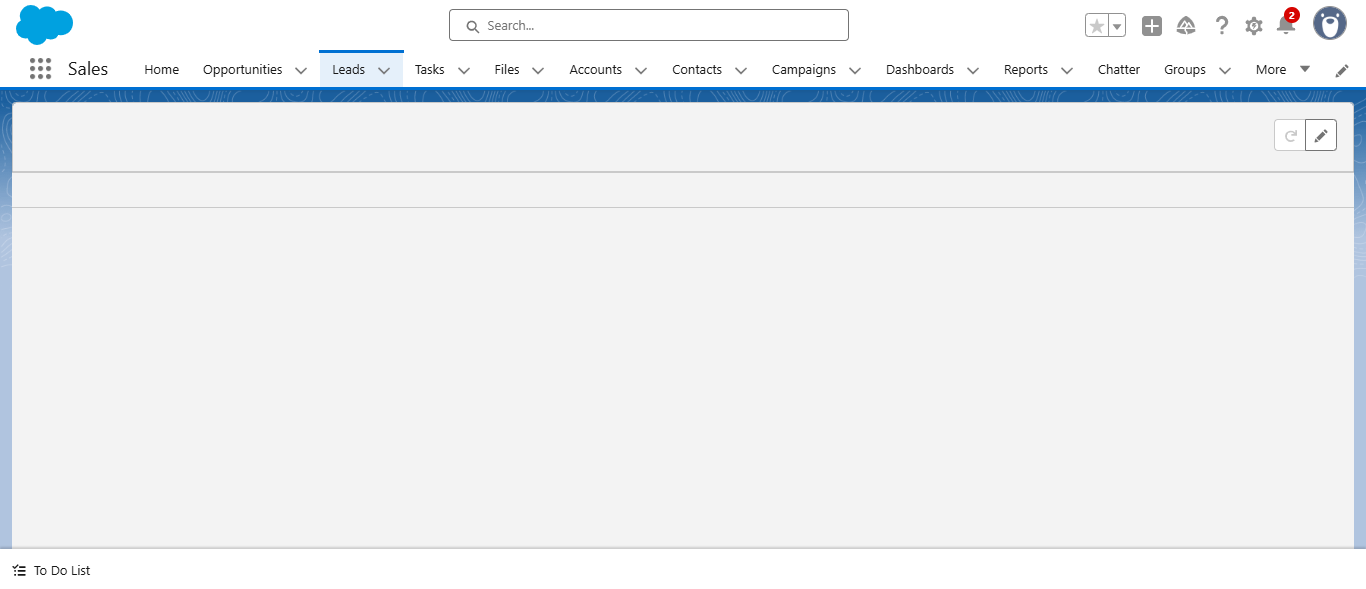 Search...
2
Sales
Home
Opportunities
Leads
Tasks
Files
Accounts
Contacts
Campaigns
Dashboards
Reports
Chatter
Groups
More
To Do List